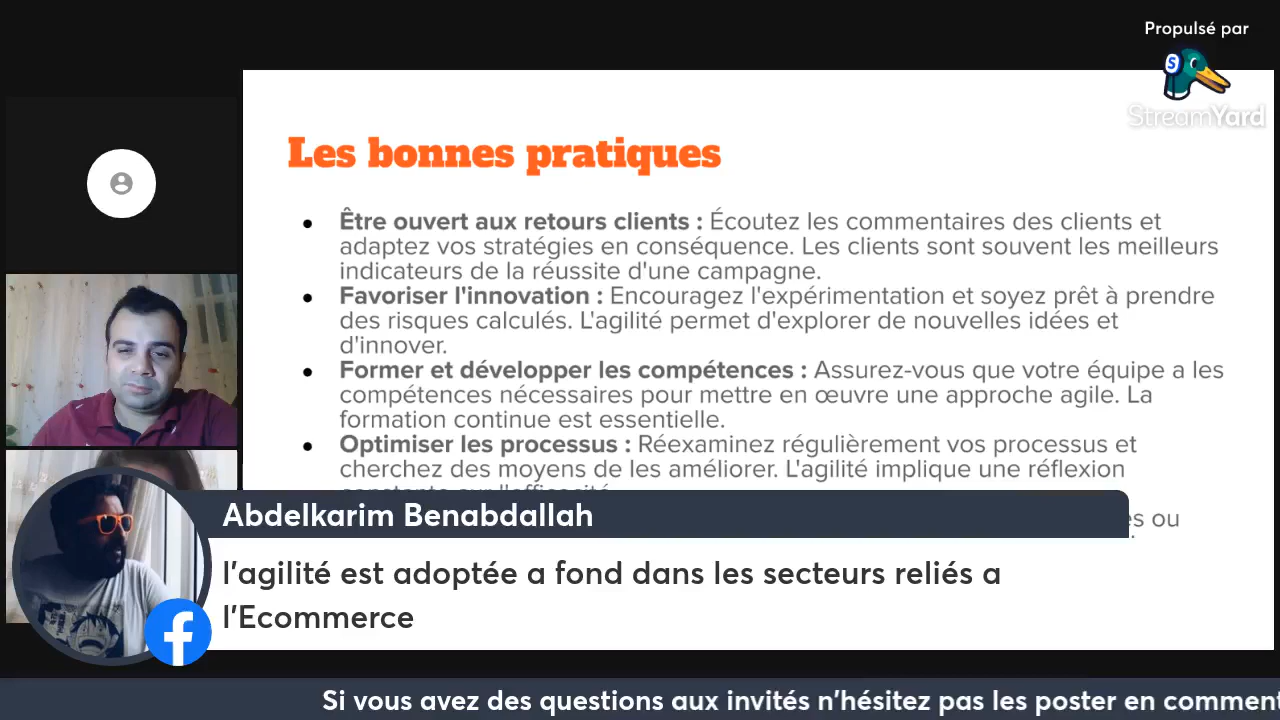 Propulsé par
StreamYard
Les bonnes pratiques
• Être ouvert aux retours clients : Écoutez les commentaires des clients et
adaptez vos stratégies en conséquence. Les clients sont souvent les meilleurs
indicateurs de la réussite d'une campagne.
• Favoriser l'innovation : Encouragez l'expérimentation et soyez prêt à prendre
des risques calculés. L'agilité permet d'explorer de nouvelles idées et
d'innover.
• Former et développer les compétences : Assurez-vous que votre équipe a les
compétences nécessaires pour mettre en œuvre une approche agile. La
formation continue est essentielle.
• Optimiser les processus : Réexaminez régulièrement vos processus et
cherchez des moyens de les améliorer. L'agilité implique une réflexion
constante sur l'efficacité.
ou
Abdelkarim Benabdallah
l'agilité est adoptée a fond dans les secteurs reliés a
l'Ecommerce
Si vous avez des questions aux invités n'hésitez pas les poster en comment